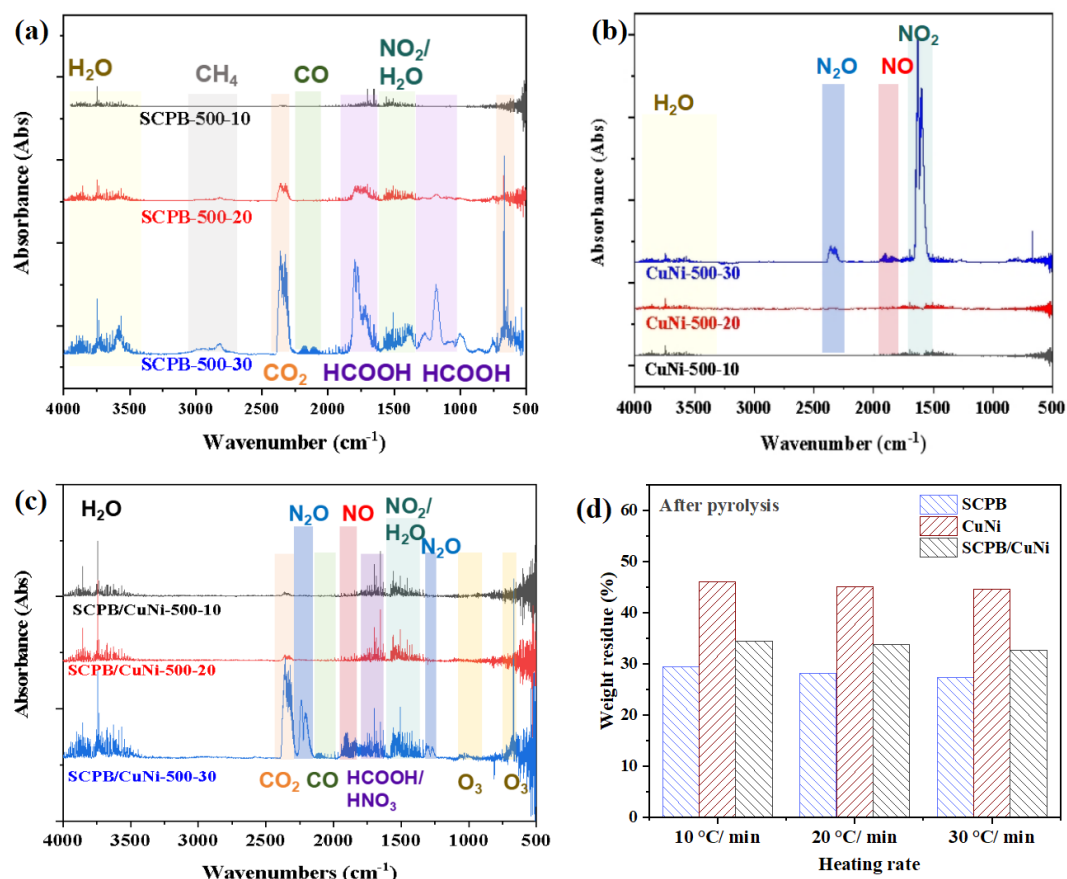 (a)
H₂O
CH₄
CO
NO₂/
H₂O
SCPB-500-10
SCPB-500-20
SCPB-500-30
CO₂
HCOOH
HCOOH
Absorbance (Abs)
4000 3500 3000 2500 2000 1500 1000 500
Wavenumber (cm⁻¹)
(b)
H₂O
N₂O
NO
NO₂
CuNi-500-30
CuNi-500-20
CuNi-500-10
Absorbance (Abs)
4000 3500 3000 2500 2000 1500 1000 500
Wavenumber (cm⁻¹)
(c)
H₂O
N₂O
NO
NO₂/
H₂O
N₂O
SCPB/CuNi-500-10
SCPB/CuNi-500-20
SCPB/CuNi-500-30
CO₂
CO
HCOOH/
HNO₃
O₃
O₃
Absorbance (Abs)
4000 3500 3000 2500 2000 1500 1000 500
Wavenumbers (cm⁻¹)
(d)
After pyrolysis
SCPB
CuNi
SCPB/CuNi
Weight residue (%)
60
50
40
30
20
10
0
10 °C/ min 20 °C/ min 30 °C/ min
Heating rate